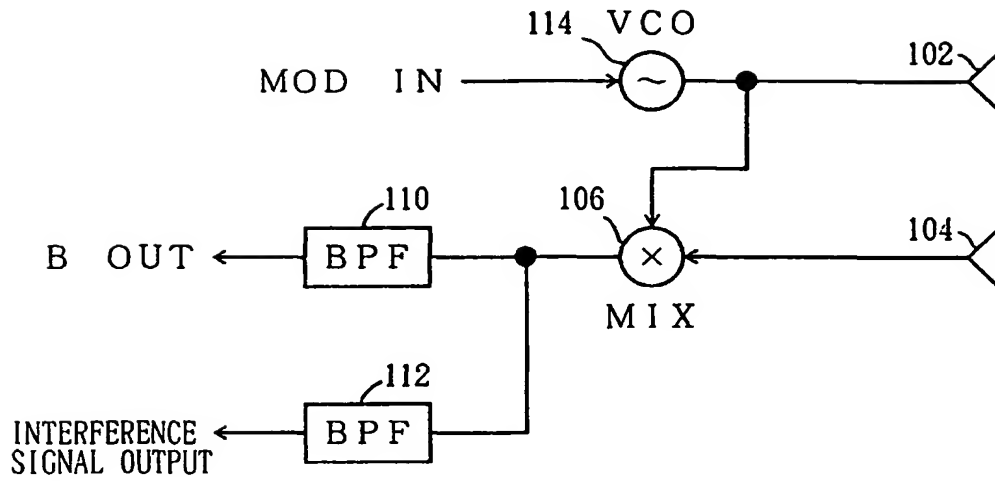 114 VCO
102
MOD IN
~
106
104
110
B OUT
BPF
×
MIX
112
BPF
INTERFERENCE
SIGNAL OUTPUT